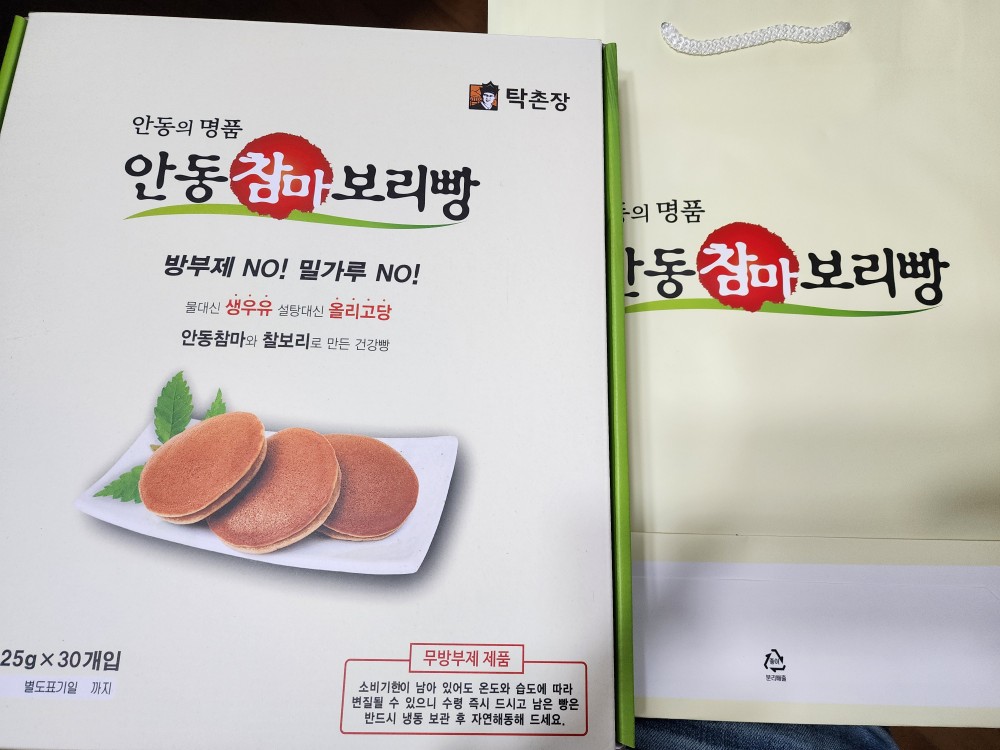 탁촌장
안동의 명품
안동참마보리빵
방부제 NO! 밀가루 NO!
물대신 생우유 설탕대신 올리고당
안동참마와 찰보리로 만든 건강빵
25g×30개입
별도표기일 까지
무방부제 제품
소비기한이 남아 있어도 온도와 습도에 따라
변질될 수 있으니 수령 즉시 드시고 남은 빵은
반드시 냉동 보관 후 자연해동해 드세요.
의 명품
동참마보리빵
종이
분리배출